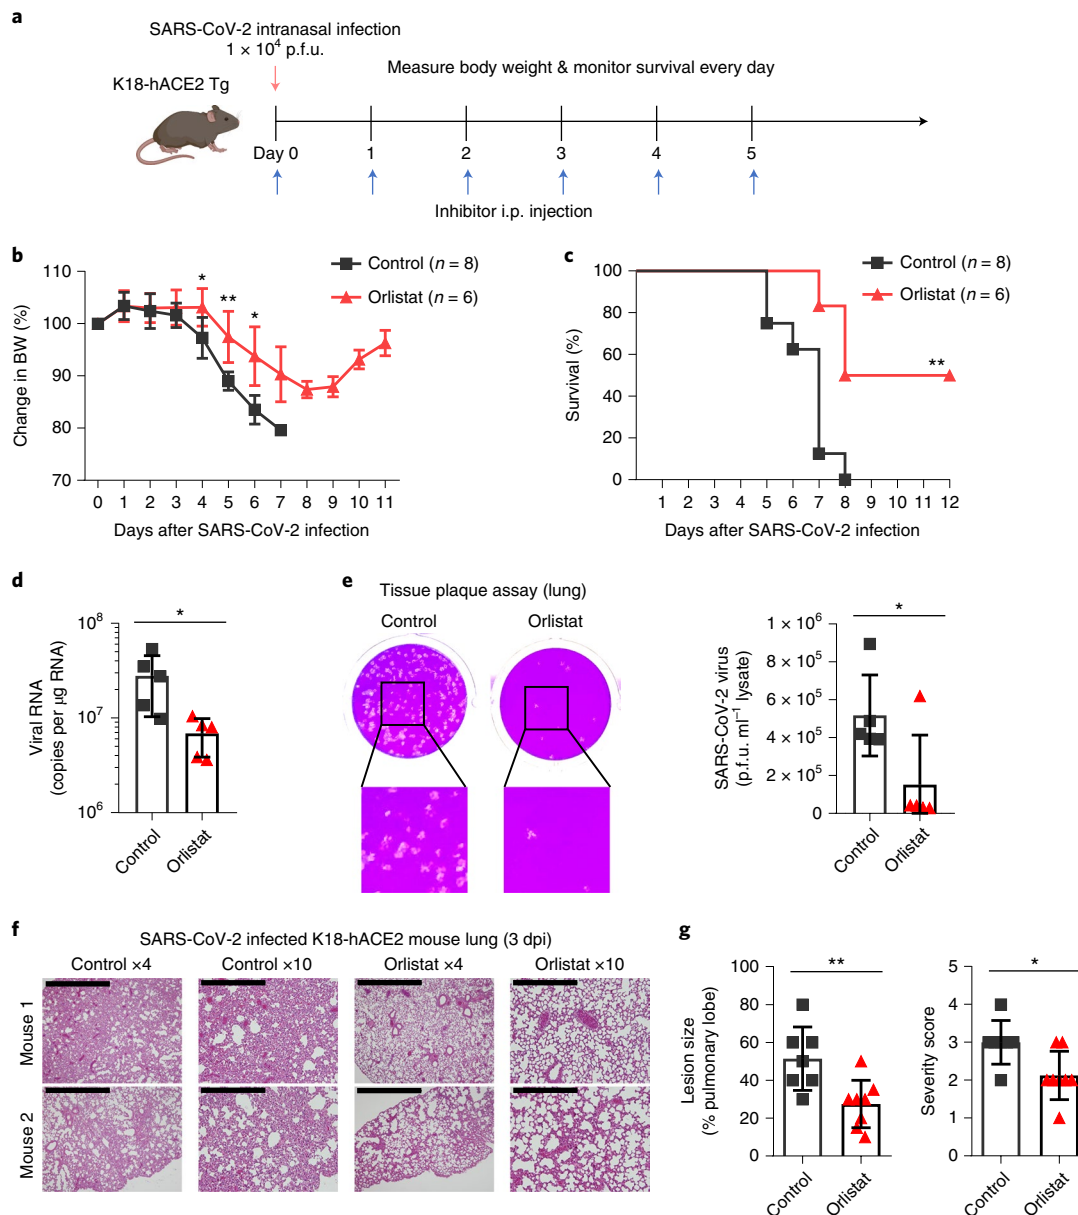 a
SARS-CoV-2 intranasal infection
1 × 10⁴ p.f.u.
Measure body weight & monitor survival every day
K18-hACE2 Tg
Day 0 1 2 3 4 5
Inhibitor i.p. injection
b
Control (n = 8)
Orlistat (n = 6)
110
100
90
80
70
Change in BW (%)
* ** *
0 1 2 3 4 5 6 7 8 9 10 11
Days after SARS-CoV-2 infection
c
Control (n = 8)
Orlistat (n = 6)
100
80
60
40
20
0
Survival (%)
**
1 2 3 4 5 6 7 8 9 10 11 12
Days after SARS-CoV-2 infection
d
*
10⁸
10⁷
10⁶
Viral RNA
(copies per μg RNA)
Control
Orlistat
e
Tissue plaque assay (lung)
Control Orlistat
*
1 × 10⁶
8 × 10⁵
6 × 10⁵
4 × 10⁵
2 × 10⁵
0
SARS-CoV-2 virus
(p.f.u. ml⁻¹ lysate)
Control
Orlistat
f
SARS-CoV-2 infected K18-hACE2 mouse lung (3 dpi)
Control ×4 Control ×10 Orlistat ×4 Orlistat ×10
Mouse 1
Mouse 2
g
**
100
80
60
40
20
0
Lesion size
(% pulmonary lobe)
Control
Orlistat
*
5
4
3
2
1
0
Severity score
Control
Orlistat